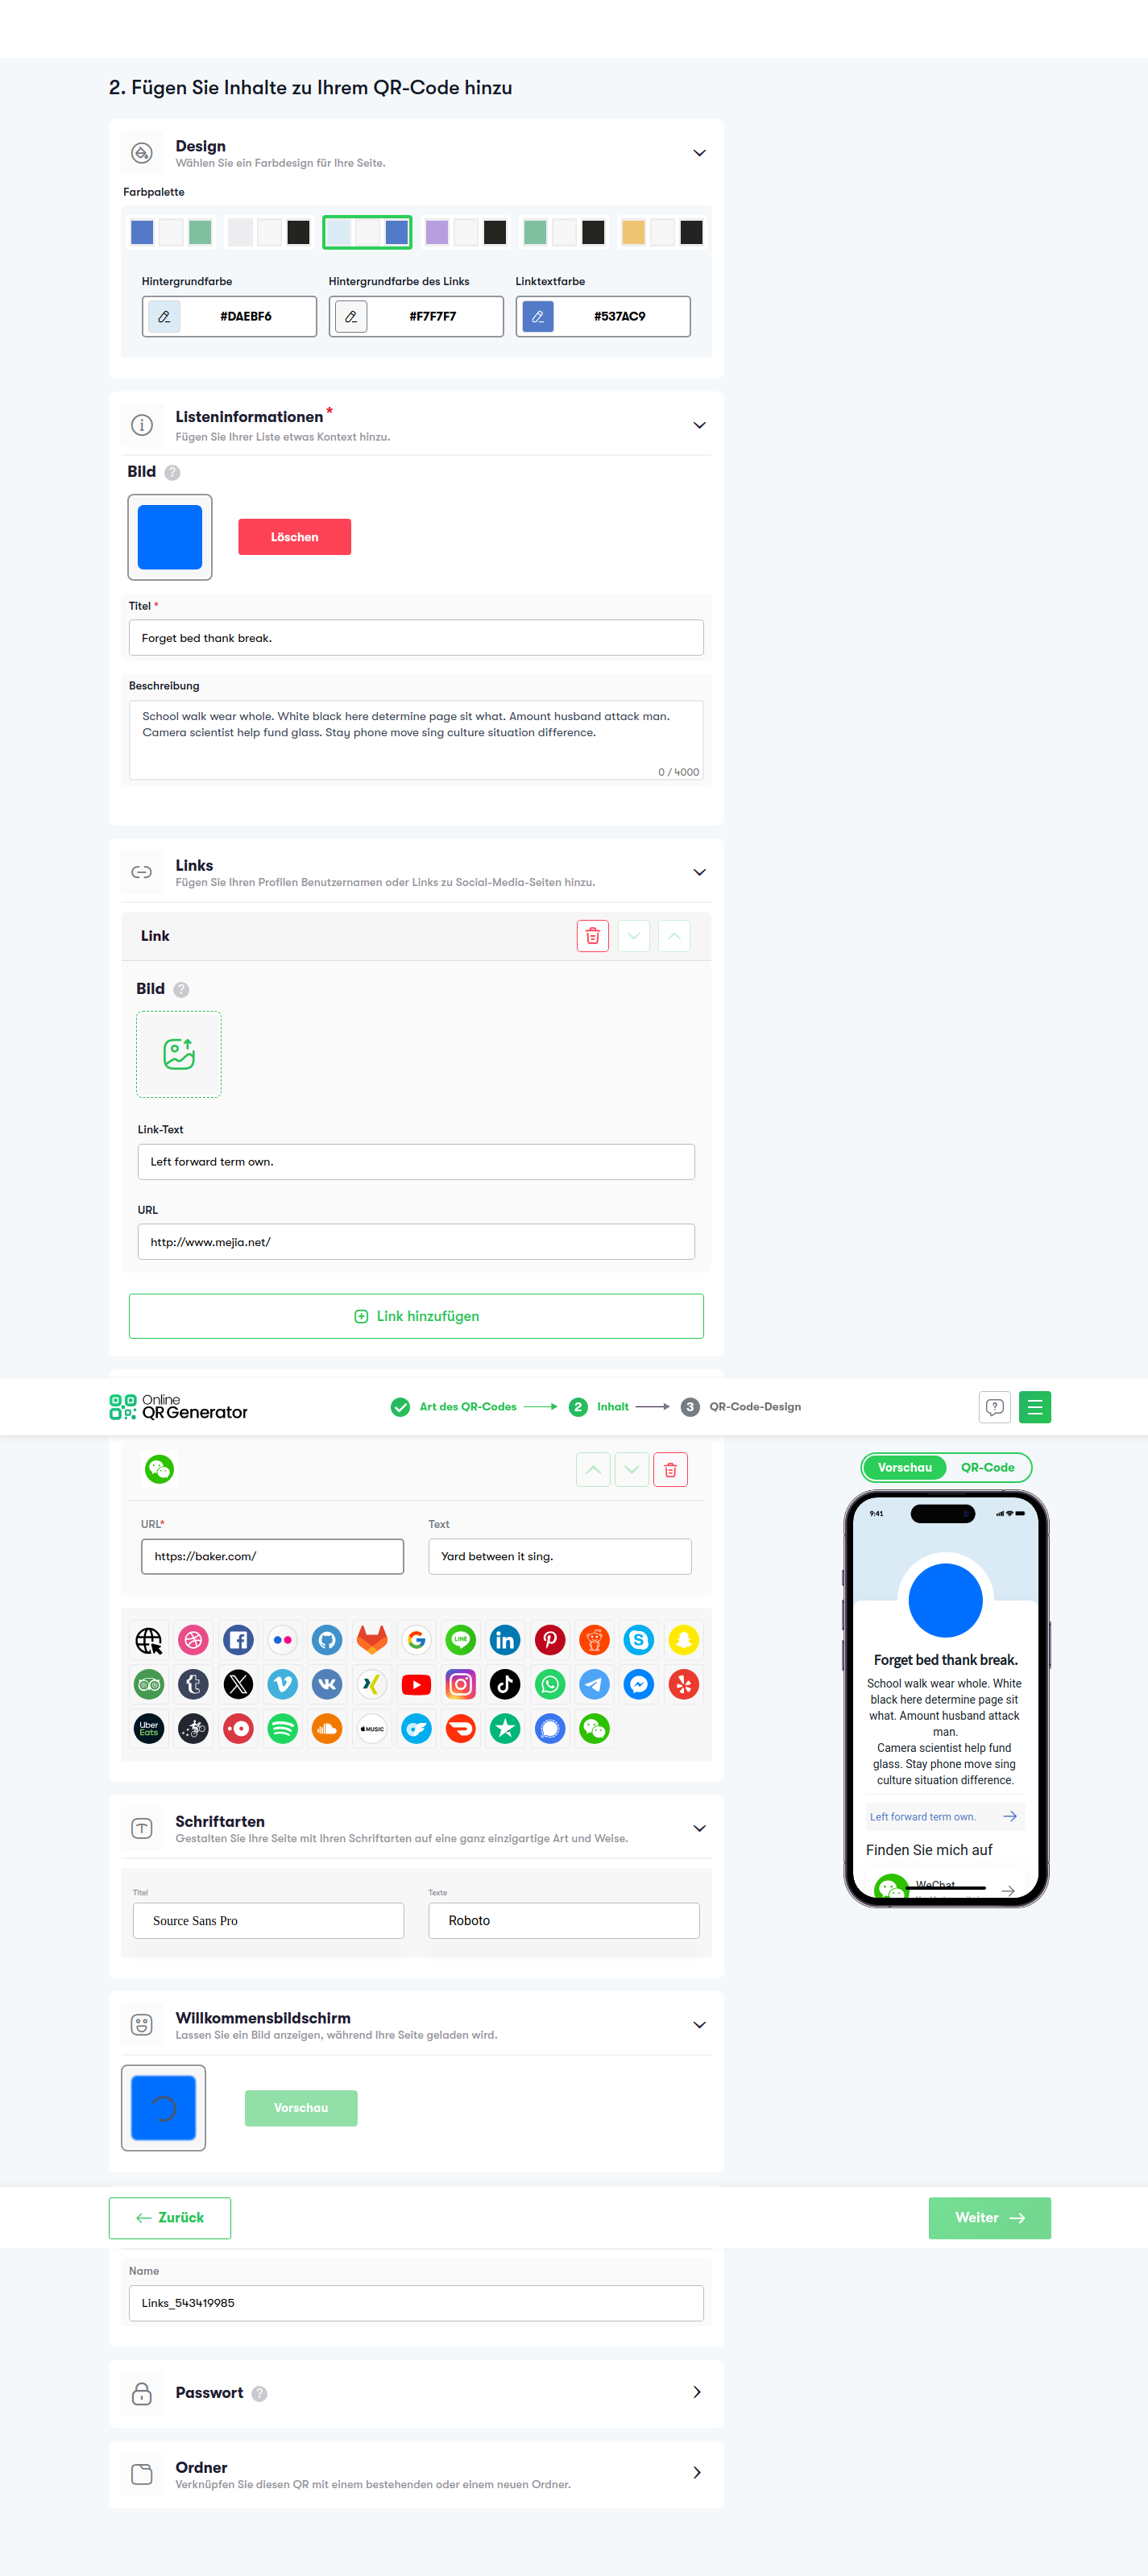 2. Fügen Sie Inhalte zu Ihrem QR-Code hinzu
Design
Wählen Sie ein Farbdesign für Ihre Seite.
Farbpalette
Hintergrundfarbe
Hintergrundfarbe des Links
Linktextfarbe
#DAEBF6
#F7F7F7
#537AC9
Listeninformationen *
Fügen Sie Ihrer Liste etwas Kontext hinzu.
Bild ?
Löschen
Titel *
Forget bed thank break.
Beschreibung
School walk wear whole. White black here determine page sit what. Amount husband attack man.
Camera scientist help fund glass. Stay phone move sing culture situation difference.
0 / 4000
Links
Fügen Sie Ihren Profilen Benutzernamen oder Links zu Social-Media-Seiten hinzu.
Link
Bild ?
Link-Text
Left forward term own.
URL
http://www.mejia.net/
Link hinzufügen
Online
QR Generator
Art des QR-Codes
2 Inhalt
3 QR-Code-Design
Vorschau
QR-Code
URL*
Text
https://baker.com/
Yard between it sing.
LINE
Uber
Eats
MUSIC
9:41
Forget bed thank break.
School walk wear whole. White
black here determine page sit
what. Amount husband attack
man.
Camera scientist help fund
glass. Stay phone move sing
culture situation difference.
Left forward term own.
Finden Sie mich auf
WeChat
Schriftarten
Gestalten Sie Ihre Seite mit Ihren Schriftarten auf eine ganz einzigartige Art und Weise.
Titel
Texte
Source Sans Pro
Roboto
Willkommensbildschirm
Lassen Sie ein Bild anzeigen, während Ihre Seite geladen wird.
Vorschau
Zurück
Weiter
Name
Links_543419985
Passwort ?
Ordner
Verknüpfen Sie diesen QR mit einem bestehenden oder einem neuen Ordner.